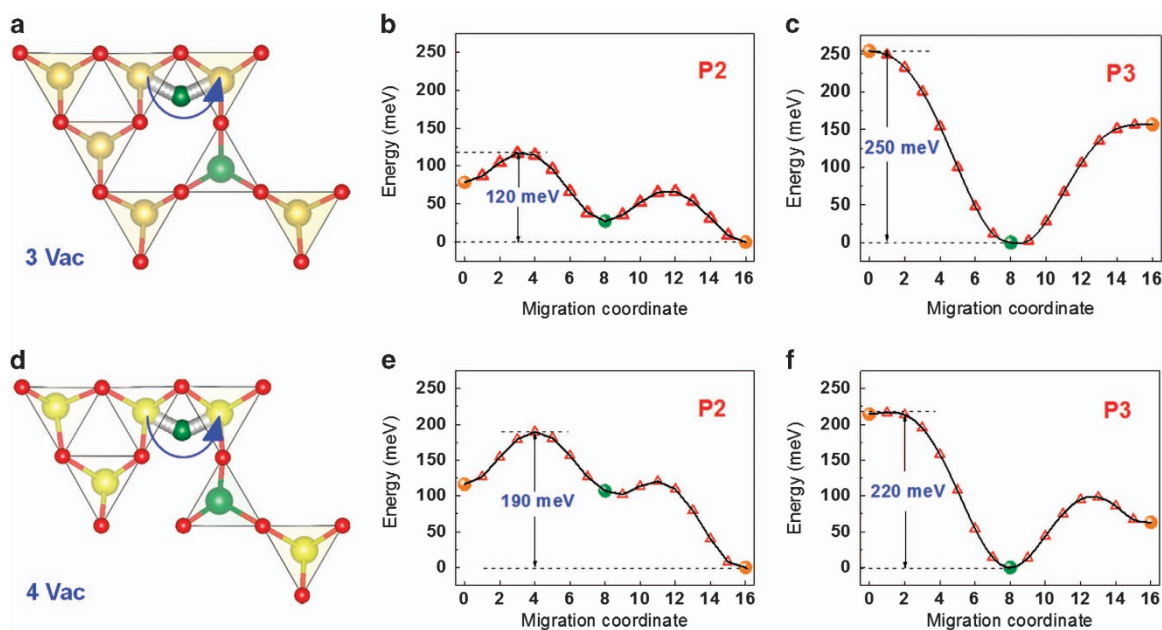 a
3 Vac
b
P2
Energy (meV)
250
200
150
100
50
0
120 meV
0 2 4 6 8 10 12 14 16
Migration coordinate
c
P3
Energy (meV)
250
200
150
100
50
0
250 meV
0 2 4 6 8 10 12 14 16
Migration coordinate
d
4 Vac
e
P2
Energy (meV)
250
200
150
100
50
0
190 meV
0 2 4 6 8 10 12 14 16
Migration coordinate
f
P3
Energy (meV)
250
200
150
100
50
0
220 meV
0 2 4 6 8 10 12 14 16
Migration coordinate